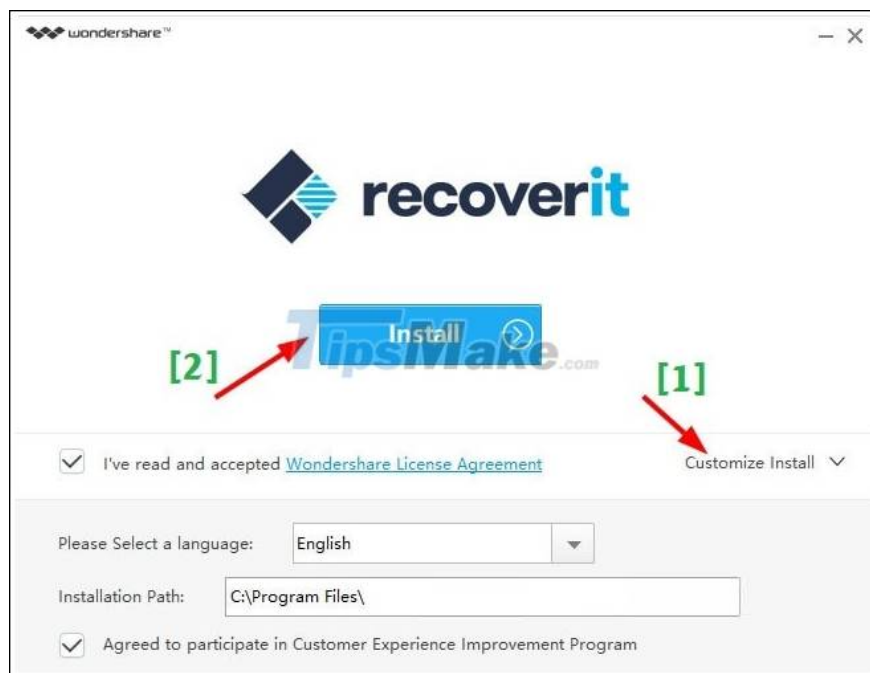 wondershare™
recoverit
Install
TipsMake.com
[2]
[1]
I've read and accepted Wondershare License Agreement
Customize Install
Please Select a language:
English
Installation Path:
C:\Program Files\
Agreed to participate in Customer Experience Improvement Program